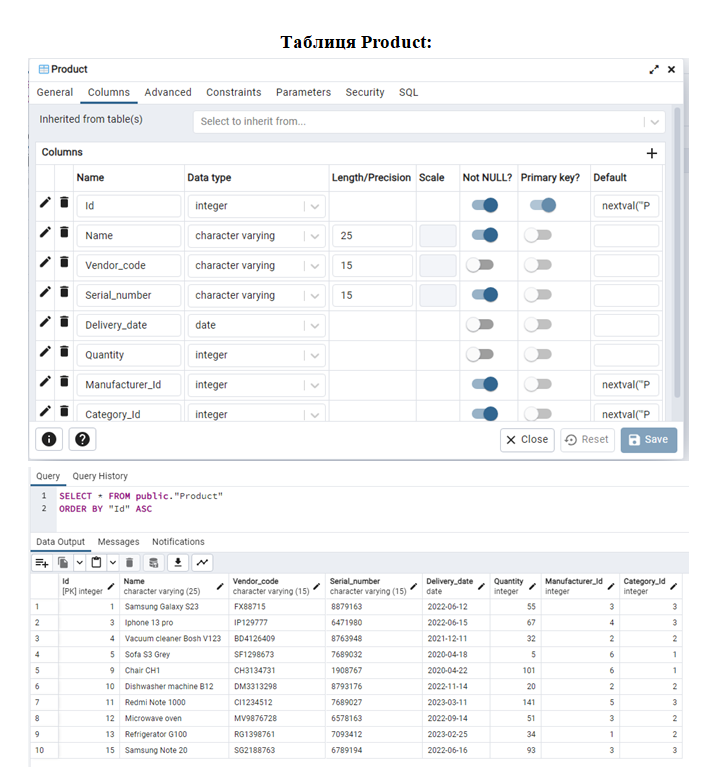 Таблиця Product:
Product
General Columns Advanced Constraints Parameters Security SQL
Inherited from table(s) Select to inherit from...
Columns
Name Data type Length/Precision Scale Not NULL? Primary key? Default
Id integer nextval('"P
Name character varying 25
Vendor_code character varying 15
Serial_number character varying 15
Delivery_date date
Quantity integer
Manufacturer_Id integer nextval('"P
Category_Id integer nextval('"P
Close Reset Save
Query Query History
1 SELECT * FROM public."Product"
2 ORDER BY "Id" ASC
Data Output Messages Notifications
Id Name Vendor_code Serial_number Delivery_date Quantity Manufacturer_Id Category_Id
[PK] integer character varying (25) character varying (15) character varying (15) date integer integer integer
1 1 Samsung Galaxy S23 FX88715 8879163 2022-06-12 55 3 3
2 3 Iphone 13 pro IP129777 6471980 2022-06-15 67 4 3
3 4 Vacuum cleaner Bosh V123 BD4126409 8763948 2021-12-11 32 2 2
4 5 Sofa S3 Grey SF1298673 7689032 2020-04-18 5 6 1
5 9 Chair CH1 CH3134731 1908767 2020-04-22 101 6 1
6 10 Dishwasher machine B12 DM3313298 8793176 2022-11-14 20 2 2
7 11 Redmi Note 1000 CI1234512 7689027 2023-03-11 141 5 3
8 12 Microwave oven MV9876728 6578163 2022-09-14 51 3 2
9 13 Refrigerator G100 RG1398761 7093412 2023-02-25 34 1 2
10 15 Samsung Note 20 SG2188763 6789194 2022-06-16 93 3 3